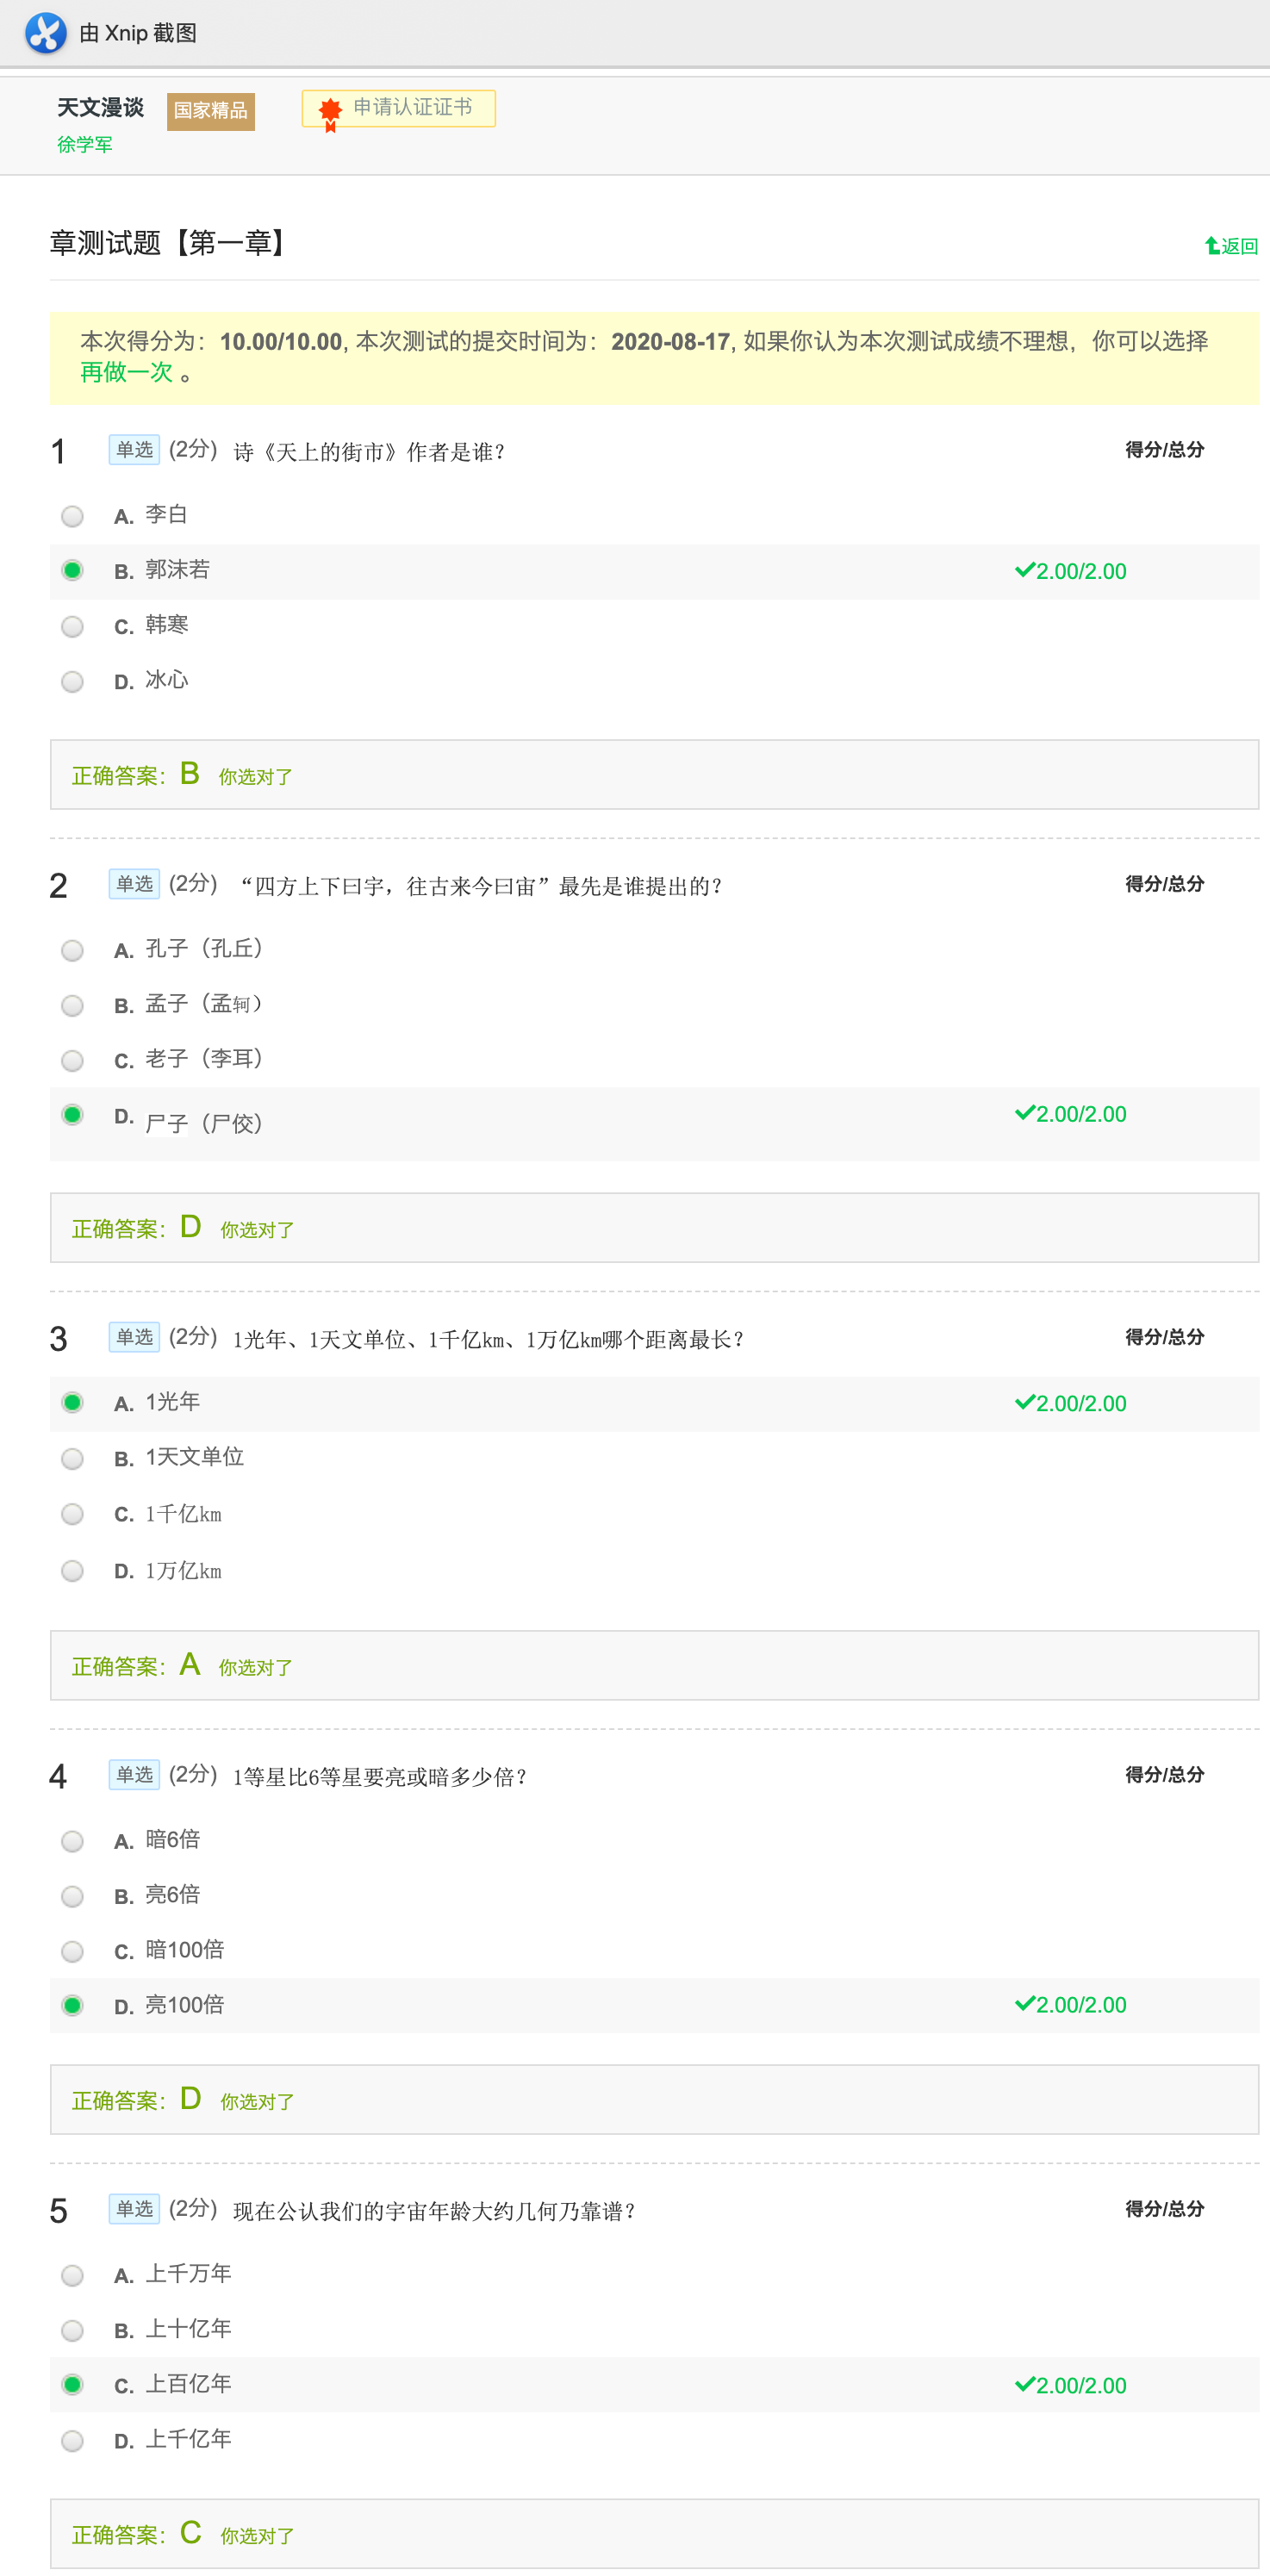 由 Xnip 截图
天文漫谈 国家精品 申请认证证书
徐学军
章测试题【第一章】 返回
本次得分为：10.00/10.00, 本次测试的提交时间为：2020-08-17, 如果你认为本次测试成绩不理想，你可以选择
再做一次 。
1 单选 (2分) 诗《天上的街市》作者是谁？ 得分/总分
A. 李白
B. 郭沫若 2.00/2.00
C. 韩寒
D. 冰心
正确答案：B 你选对了
2 单选 (2分) “四方上下曰宇，往古来今曰宙”最先是谁提出的？ 得分/总分
A. 孔子（孔丘）
B. 孟子（孟轲）
C. 老子（李耳）
D. 尸子（尸佼） 2.00/2.00
正确答案：D 你选对了
3 单选 (2分) 1光年、1天文单位、1千亿km、1万亿km哪个距离最长？ 得分/总分
A. 1光年 2.00/2.00
B. 1天文单位
C. 1千亿km
D. 1万亿km
正确答案：A 你选对了
4 单选 (2分) 1等星比6等星要亮或暗多少倍？ 得分/总分
A. 暗6倍
B. 亮6倍
C. 暗100倍
D. 亮100倍 2.00/2.00
正确答案：D 你选对了
5 单选 (2分) 现在公认我们的宇宙年龄大约几何乃靠谱？ 得分/总分
A. 上千万年
B. 上十亿年
C. 上百亿年 2.00/2.00
D. 上千亿年
正确答案：C 你选对了